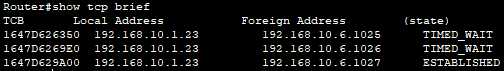 Router#show tcp brief
TCB Local Address Foreign Address (state)
1647D626350 192.168.10.1.23 192.168.10.6.1025 TIMED_WAIT
1647D6269E0 192.168.10.1.23 192.168.10.6.1026 TIMED_WAIT
1647D629A00 192.168.10.1.23 192.168.10.6.1027 ESTABLISHED